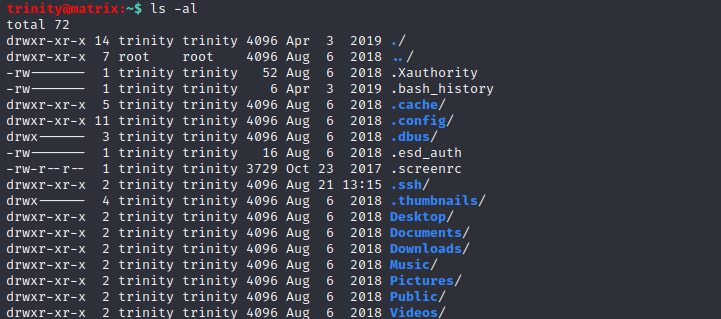 trinity@matrix:~$ ls -al
total 72
drwxr-xr-x 14 trinity trinity 4096 Apr  3  2019 ./
drwxr-xr-x  7 root    root    4096 Aug  6  2018 ../
-rw-------  1 trinity trinity   52 Aug  6  2018 .Xauthority
-rw-------  1 trinity trinity    6 Apr  3  2019 .bash_history
drwxr-xr-x  5 trinity trinity 4096 Aug  6  2018 .cache/
drwxr-xr-x 11 trinity trinity 4096 Aug  6  2018 .config/
drwx------  3 trinity trinity 4096 Aug  6  2018 .dbus/
-rw-------  1 trinity trinity   16 Aug  6  2018 .esd_auth
-rw-r--r--  1 trinity trinity 3729 Oct 23  2017 .screenrc
drwxr-xr-x  2 trinity trinity 4096 Aug 21 13:15 .ssh/
drwx------  4 trinity trinity 4096 Aug  6  2018 .thumbnails/
drwxr-xr-x  2 trinity trinity 4096 Aug  6  2018 Desktop/
drwxr-xr-x  2 trinity trinity 4096 Aug  6  2018 Documents/
drwxr-xr-x  2 trinity trinity 4096 Aug  6  2018 Downloads/
drwxr-xr-x  2 trinity trinity 4096 Aug  6  2018 Music/
drwxr-xr-x  2 trinity trinity 4096 Aug  6  2018 Pictures/
drwxr-xr-x  2 trinity trinity 4096 Aug  6  2018 Public/
drwxr-xr-x  2 trinity trinity 4096 Aug  6  2018 Videos/